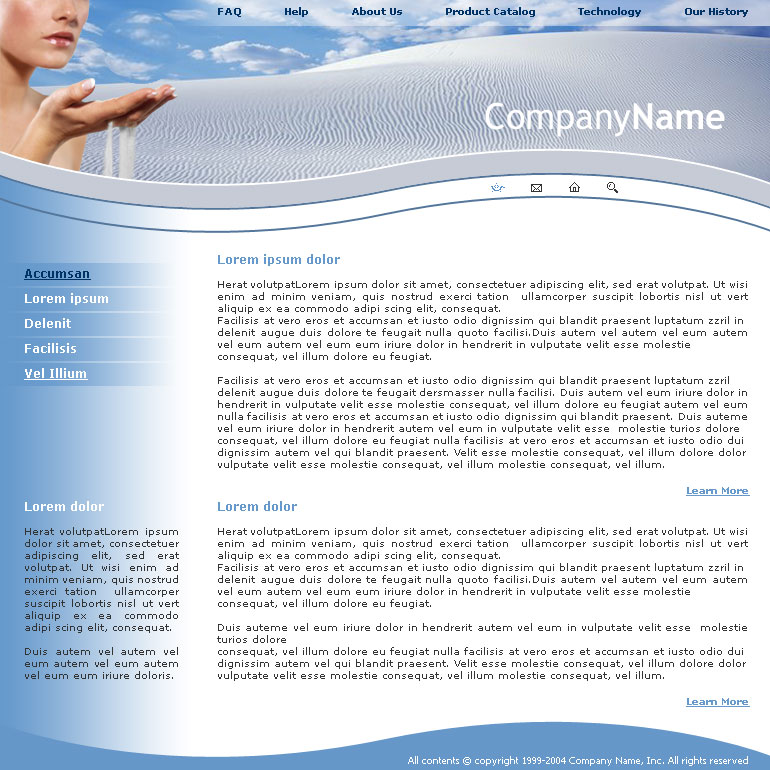 FAQ Help About Us Product Catalog Technology Our History
CompanyName
Accumsan
Lorem ipsum
Delenit
Facilisis
Vel Illium
Lorem ipsum dolor
Herat volutpatLorem ipsum dolor sit amet, consectetuer adipiscing elit, sed erat volutpat. Ut wisi
enim ad minim veniam, quis nostrud exerci tation ullamcorper suscipit lobortis nisl ut vert
aliquip ex ea commodo adipi scing elit, consequat.
Facilisis at vero eros et accumsan et iusto odio dignissim qui blandit praesent luptatum zzril in
delenit augue duis dolore te feugait nulla quoto facilisi.Duis autem vel autem vel eum autem
vel eum autem vel eum eum iriure dolor in hendrerit in vulputate velit esse molestie
consequat, vel illum dolore eu feugiat.
Facilisis at vero eros et accumsan et iusto odio dignissim qui blandit praesent luptatum zzril
delenit augue duis dolore te feugait dersmasser nulla facilisi. Duis autem vel eum iriure dolor in
hendrerit in vulputate velit esse molestie consequat, vel illum dolore eu feugiat autem vel eum
nulla facilisis at vero eros et accumsan et iusto odio dignissim qui blandit praesent. Duis auteme
vel eum iriure dolor in hendrerit autem vel eum in vulputate velit esse molestie turios dolore
consequat, vel illum dolore eu feugiat nulla facilisis at vero eros et accumsan et iusto odio dui
dignissim autem vel qui blandit praesent. Velit esse molestie consequat, vel illum dolore dolor
vulputate velit esse molestie consequat, vel illum molestie consequat, vel illum.
Learn More
Lorem dolor
Herat volutpatLorem ipsum
dolor sit amet, consectetuer
adipiscing elit, sed erat
volutpat. Ut wisi enim ad
minim veniam, quis nostrud
exerci tation ullamcorper
suscipit lobortis nisl ut vert
aliquip ex ea commodo
adipi scing elit, consequat.
Duis autem vel autem vel
eum autem vel eum autem
vel eum eum iriure doloris.
Lorem dolor
Herat volutpatLorem ipsum dolor sit amet, consectetuer adipiscing elit, sed erat volutpat. Ut wisi
enim ad minim veniam, quis nostrud exerci tation ullamcorper suscipit lobortis nisl ut vert
aliquip ex ea commodo adipi scing elit, consequat.
Facilisis at vero eros et accumsan et iusto odio dignissim qui blandit praesent luptatum zzril in
delenit augue duis dolore te feugait nulla quoto facilisi.Duis autem vel autem vel eum autem
vel eum autem vel eum eum iriure dolor in hendrerit in vulputate velit esse molestie
consequat, vel illum dolore eu feugiat.
Duis auteme vel eum iriure dolor in hendrerit autem vel eum in vulputate velit esse molestie
turios dolore
consequat, vel illum dolore eu feugiat nulla facilisis at vero eros et accumsan et iusto odio dui
dignissim autem vel qui blandit praesent. Velit esse molestie consequat, vel illum dolore dolor
vulputate velit esse molestie consequat, vel illum molestie consequat, vel illum.
Learn More
All contents © copyright 1999-2004 Company Name, Inc. All rights reserved